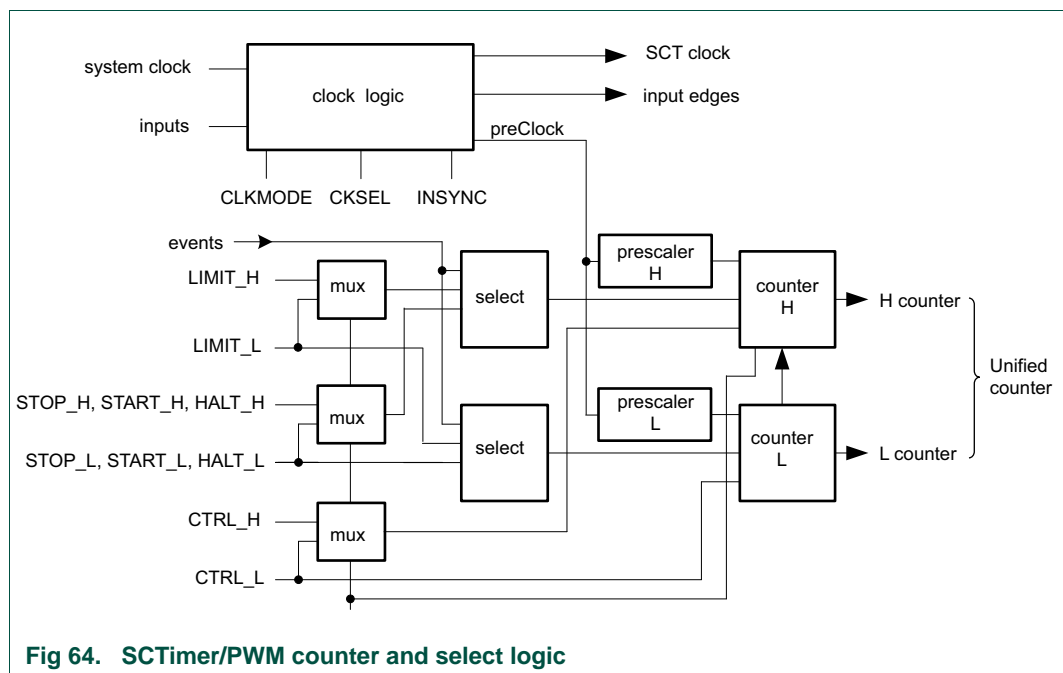 system clock
inputs
clock logic
SCT clock
input edges
preClock
CLKMODE
CKSEL
INSYNC
events
LIMIT_H
mux
select
prescaler
H
counter
H
H counter
LIMIT_L
Unified
counter
STOP_H, START_H, HALT_H
mux
prescaler
L
STOP_L, START_L, HALT_L
select
counter
L
L counter
CTRL_H
mux
CTRL_L
Fig 64. SCTimer/PWM counter and select logic